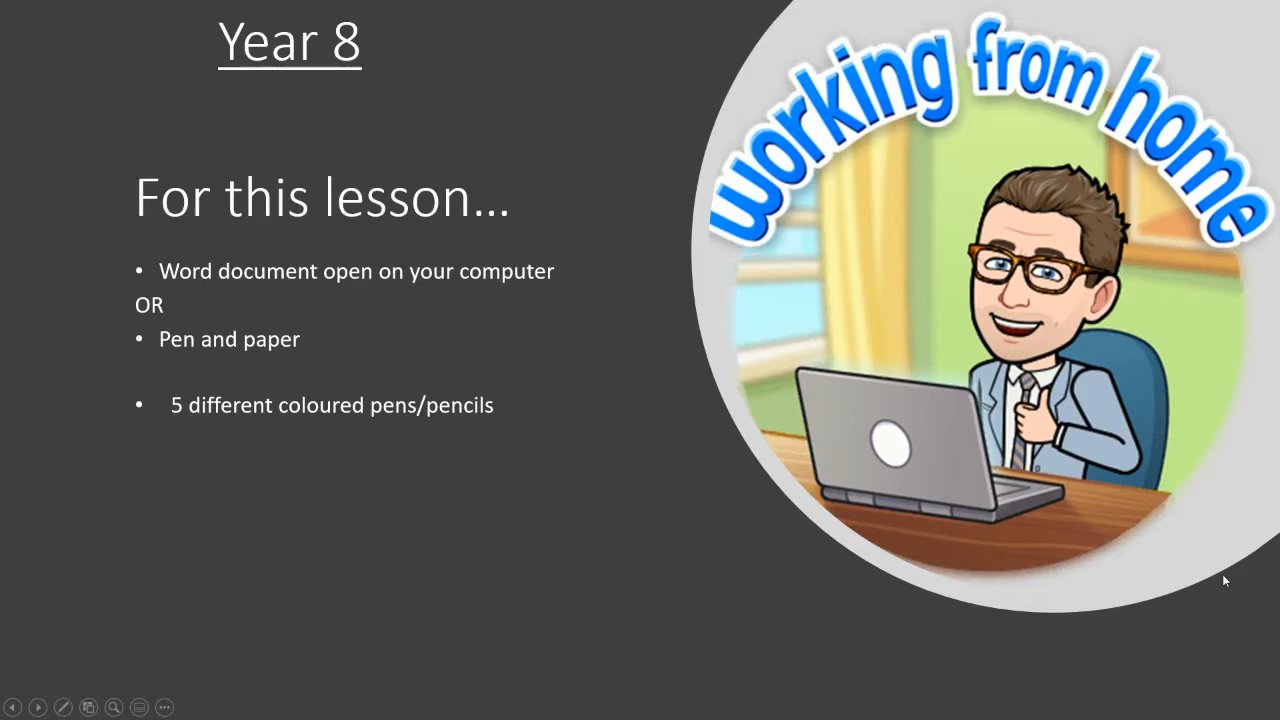 Year 8
For this lesson...
• Word document open on your computer
OR
• Pen and paper
• 5 different coloured pens/pencils
working from home